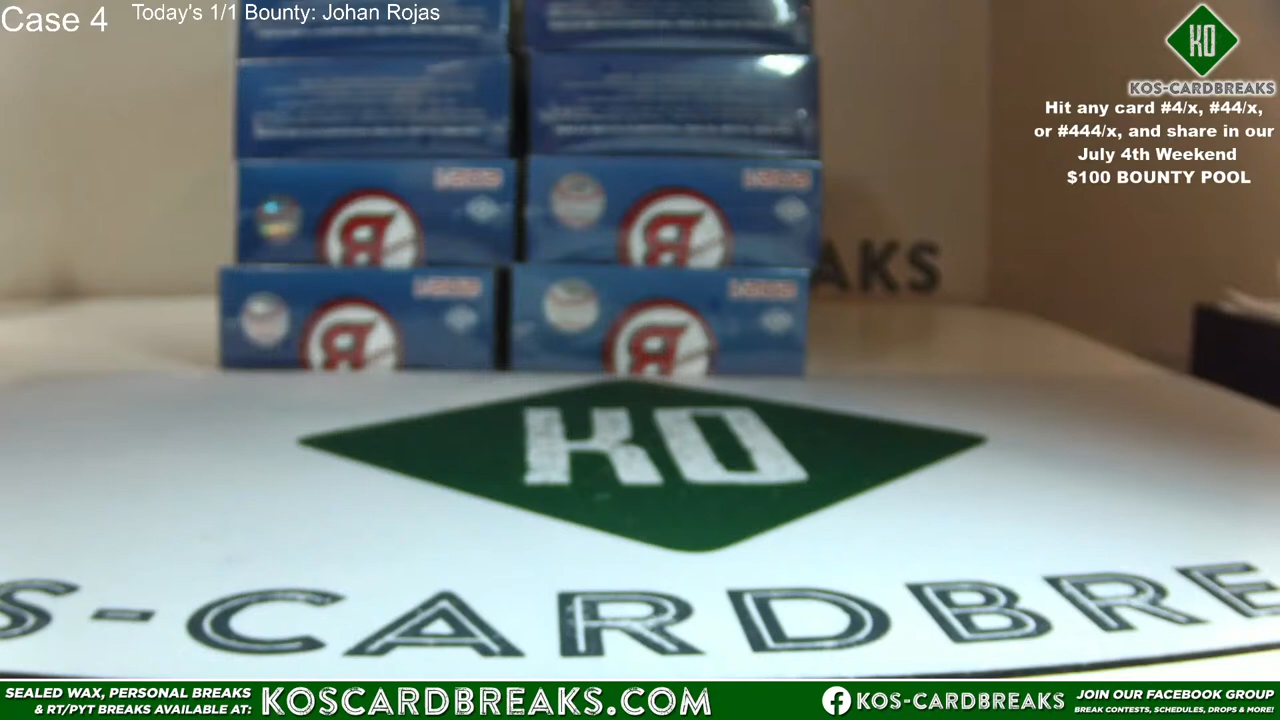 Case 4
Today's 1/1 Bounty: Johan Rojas
KO
KOS-CARDBREAKS
Hit any card #4/x, #44/x,
or #444/x, and share in our
July 4th Weekend
$100 BOUNTY POOL
B
B
AKS
B
B
KO
S-CARDBRE
SEALED WAX, PERSONAL BREAKS
& RT/PYT BREAKS AVAILABLE AT:
KOSCARDBREAKS.COM
KOS-CARDBREAKS
JOIN OUR FACEBOOK GROUP
BREAK CONTESTS, SCHEDULES, DROPS & MORE!